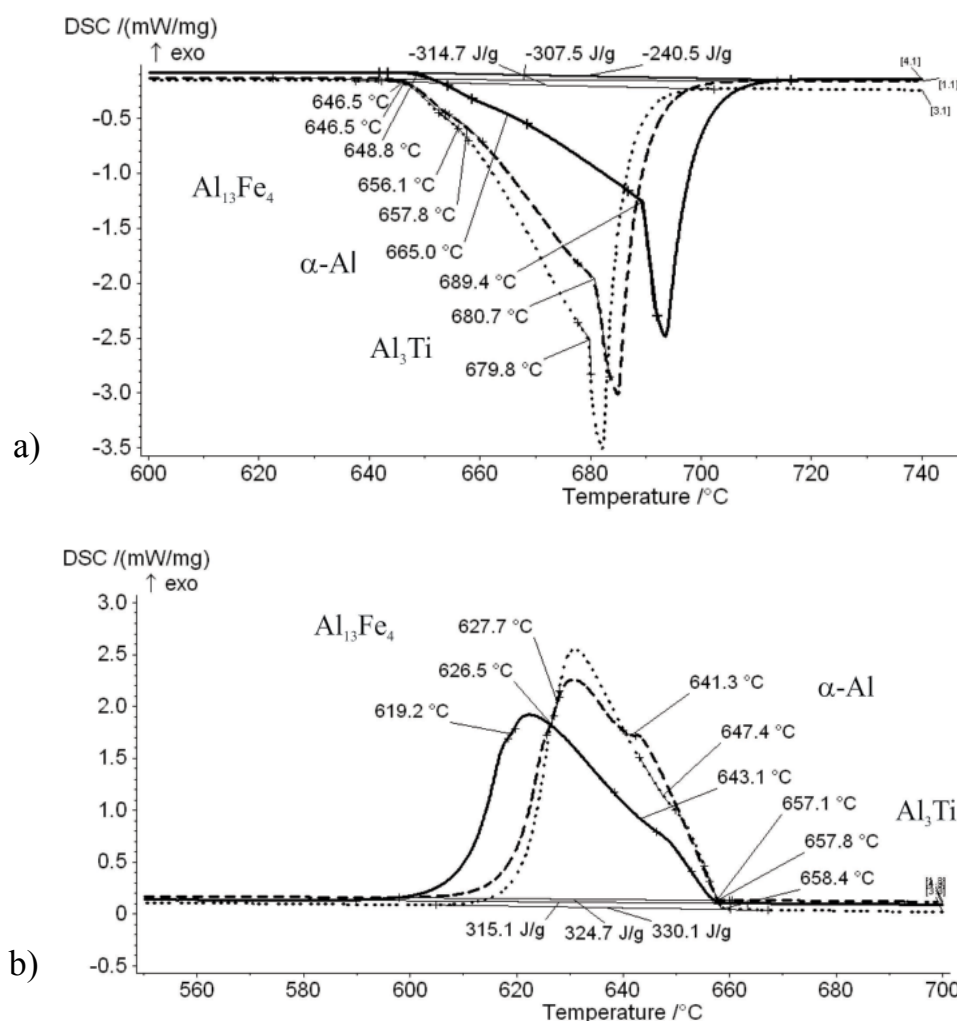 DSC /(mW/mg)
↑ exo
-314.7 J/g
-307.5 J/g
-240.5 J/g
[4.1]
[1.1]
[3.1]
646.5 °C
646.5 °C
648.8 °C
656.1 °C
657.8 °C
665.0 °C
689.4 °C
680.7 °C
679.8 °C
Al₁₃Fe₄
α-Al
Al₃Ti
-0.5
-1.0
-1.5
-2.0
-2.5
-3.0
-3.5
a)
600 620 640 660 680 700 720 740
Temperature /°C
DSC /(mW/mg)
↑ exo
3.0
2.5
2.0
1.5
1.0
0.5
0
-0.5
Al₁₃Fe₄
627.7 °C
626.5 °C
619.2 °C
641.3 °C
α-Al
647.4 °C
643.1 °C
657.1 °C
Al₃Ti
657.8 °C
658.4 °C
315.1 J/g
324.7 J/g
330.1 J/g
b)
560 580 600 620 640 660 680 700
Temperature /°C